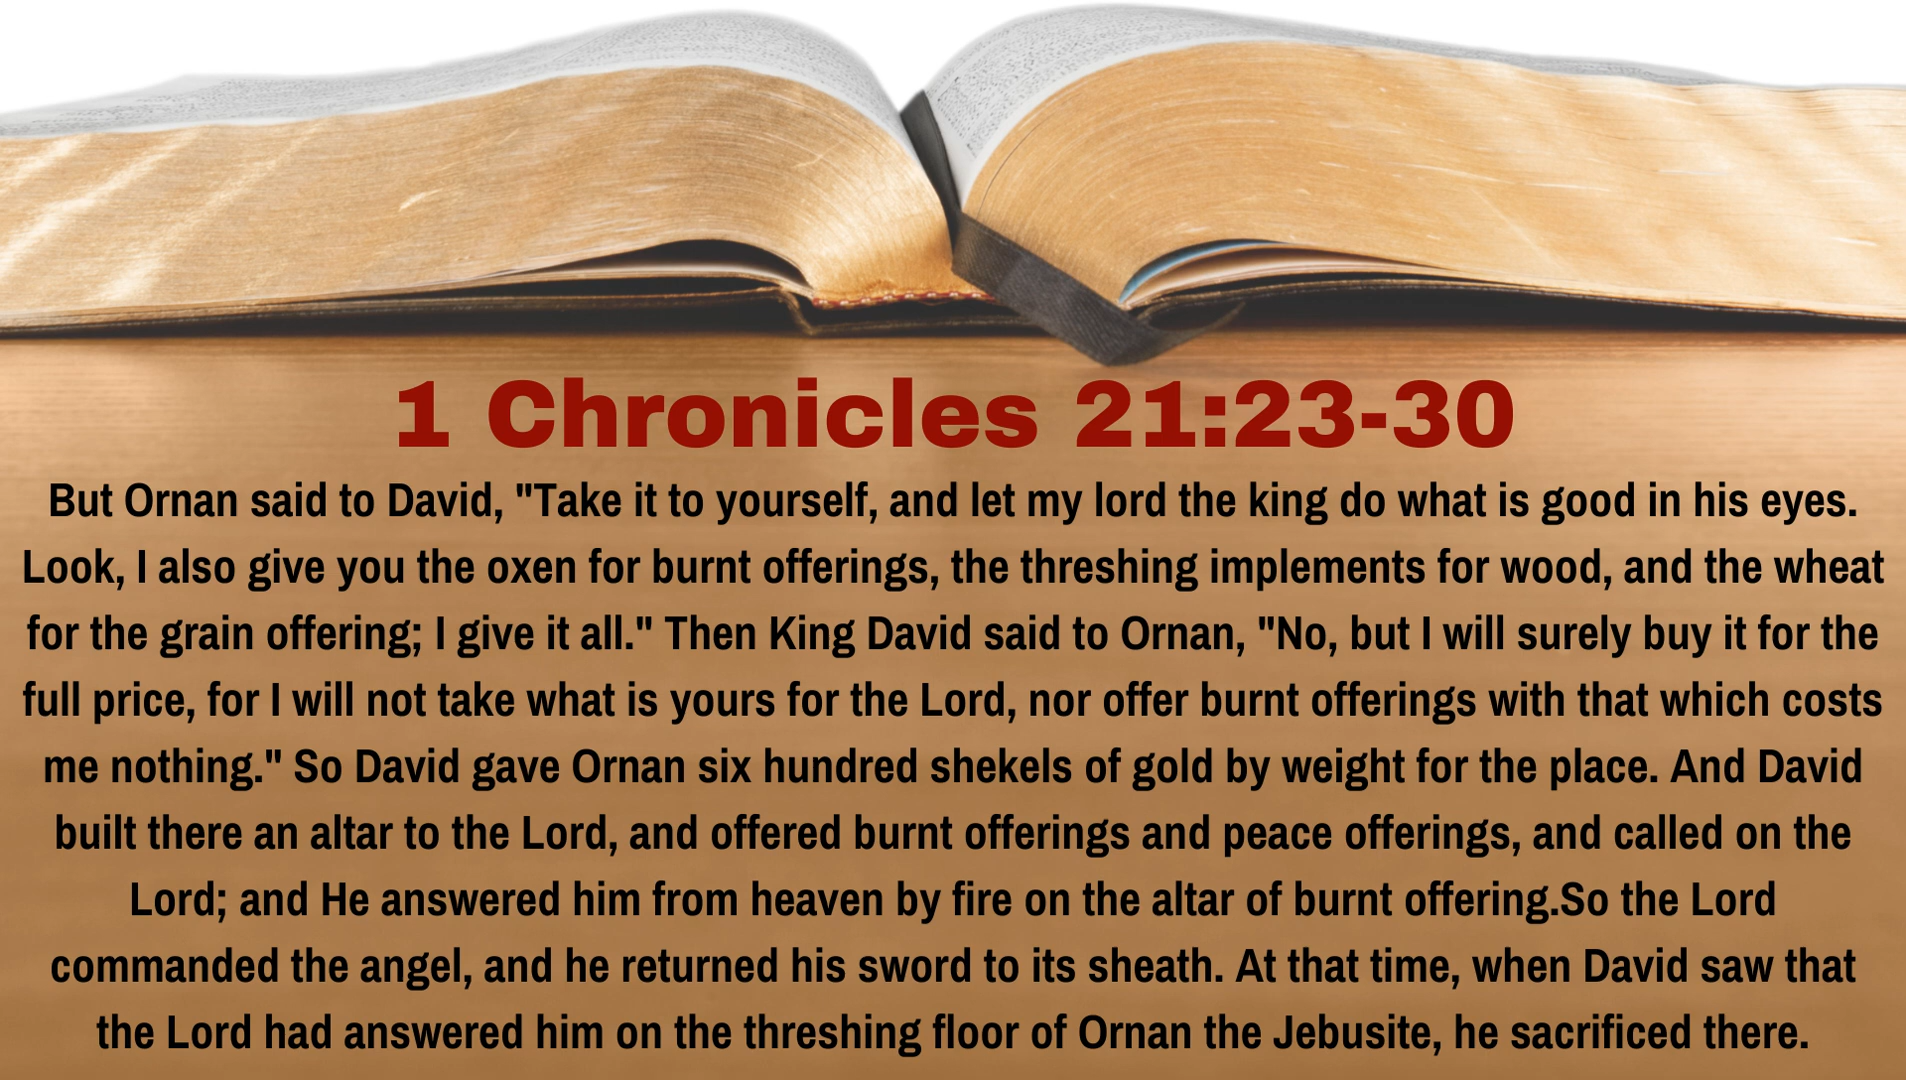 1 Chronicles 21:23-30
But Ornan said to David, "Take it to yourself, and let my lord the king do what is good in his eyes.
Look, I also give you the oxen for burnt offerings, the threshing implements for wood, and the wheat
for the grain offering; I give it all." Then King David said to Ornan, "No, but I will surely buy it for the
full price, for I will not take what is yours for the Lord, nor offer burnt offerings with that which costs
me nothing." So David gave Ornan six hundred shekels of gold by weight for the place. And David
built there an altar to the Lord, and offered burnt offerings and peace offerings, and called on the
Lord; and He answered him from heaven by fire on the altar of burnt offering.So the Lord
commanded the angel, and he returned his sword to its sheath. At that time, when David saw that
the Lord had answered him on the threshing floor of Ornan the Jebusite, he sacrificed there.